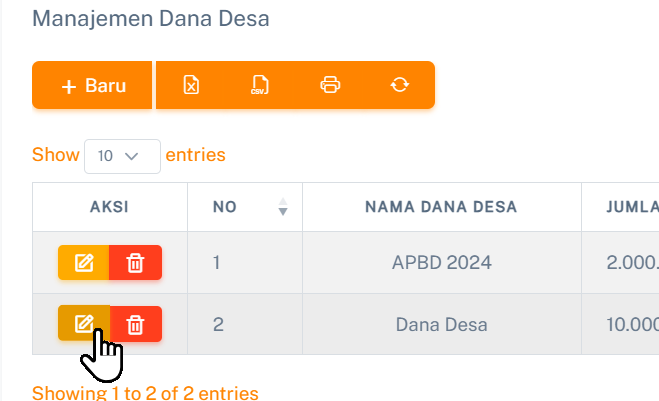 Manajemen Dana Desa
+ Baru
CSV
Show 10 entries
AKSI NO NAMA DANA DESA JUMLA
1 APBD 2024 2.000.
2 Dana Desa 10.000
Showing 1 to 2 of 2 entries